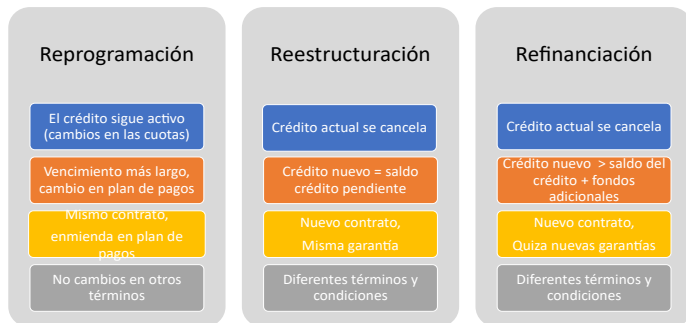 Reprogramación
El crédito sigue activo
(cambios en las cuotas)
Vencimiento más largo,
cambio en plan de pagos
Mismo contrato,
enmienda en plan de
pagos
No cambios en otros
términos
Reestructuración
Crédito actual se cancela
Crédito nuevo = saldo
crédito pendiente
Nuevo contrato,
Misma garantía
Diferentes términos y
condiciones
Refinanciación
Crédito actual se cancela
Crédito nuevo > saldo del
crédito + fondos
adicionales
Nuevo contrato,
Quiza nuevas garantías
Diferentes términos y
condiciones